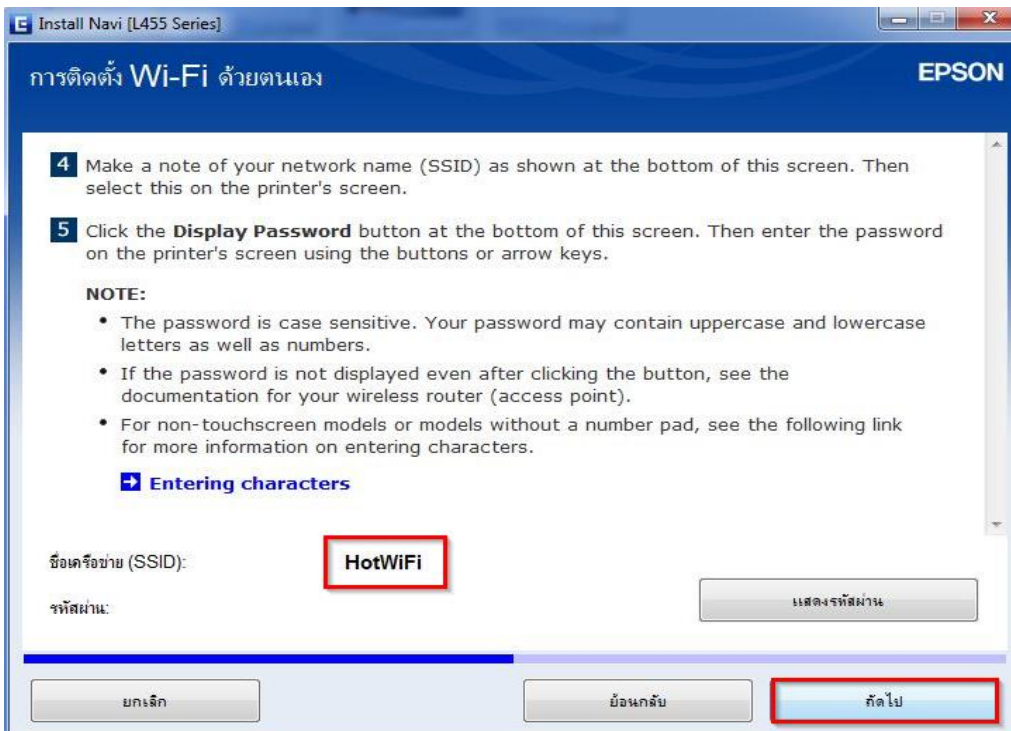 Install Navi [L455 Series]
การติดตั้ง Wi-Fi ด้วยตนเอง
EPSON
4 Make a note of your network name (SSID) as shown at the bottom of this screen. Then
select this on the printer's screen.
5 Click the Display Password button at the bottom of this screen. Then enter the password
on the printer's screen using the buttons or arrow keys.
NOTE:
• The password is case sensitive. Your password may contain uppercase and lowercase
letters as well as numbers.
• If the password is not displayed even after clicking the button, see the
documentation for your wireless router (access point).
• For non-touchscreen models or models without a number pad, see the following link
for more information on entering characters.
Entering characters
ชื่อเครือข่าย (SSID): HotWiFi
รหัสผ่าน:
แสดงรหัสผ่าน
ยกเลิก
ย้อนกลับ
ถัดไป